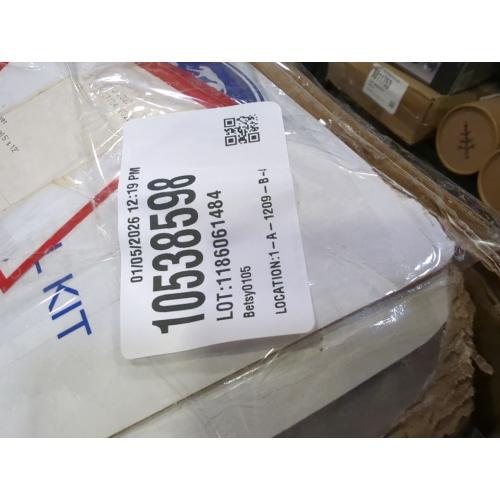 01/05/2026 12:19 PM
10538598
LOT:1186061484
Betsy0105
LOCATION:1-A-1209-B-I
KIT